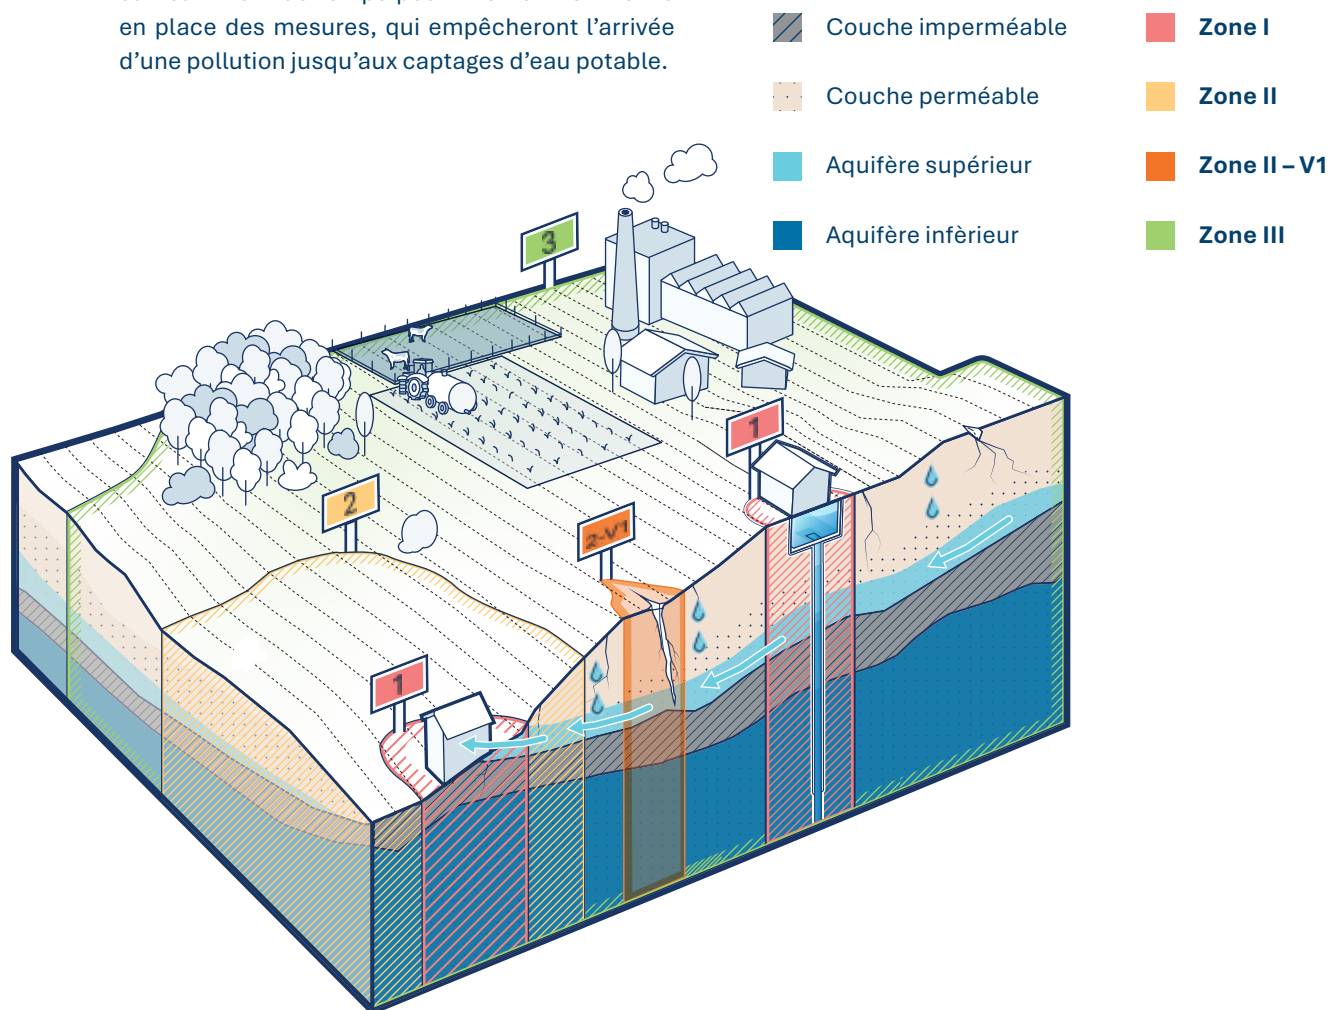 en place des mesures, qui empêcheront l’arrivée
d’une pollution jusqu’aux captages d’eau potable.
Couche imperméable
Zone I
Couche perméable
Zone II
Aquifère supérieur
Zone II – V1
Aquifère infèrieur
Zone III
3
1
2
2-V1
1